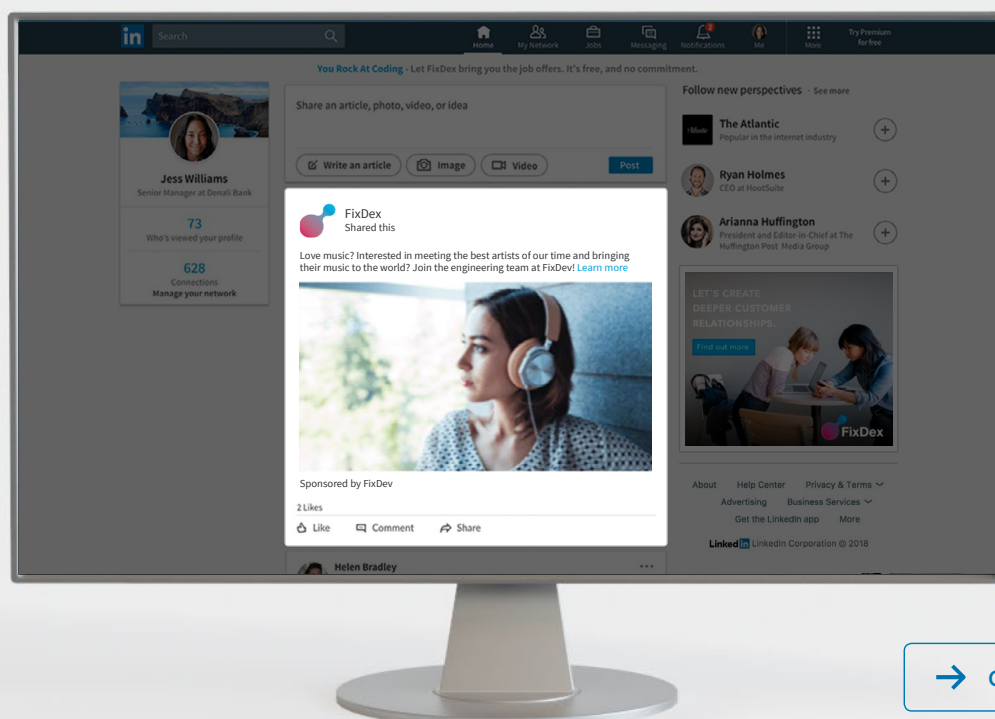 in Search Home My Network Jobs Messaging 2 Notifications Me More Try Premium for free
You Rock At Coding - Let FixDex bring you the job offers. It's free, and no commitment.
Jess Williams
Senior Manager at Denali Bank
73
Who's viewed your profile
628
Connections
Manage your network
Share an article, photo, video, or idea
Write an article Image Video Post
FixDex
Shared this
Love music? Interested in meeting the best artists of our time and bringing
their music to the world? Join the engineering team at FixDev! Learn more
Sponsored by FixDev
2 Likes
Like Comment Share
Helen Bradley
Follow new perspectives · See more
The Atlantic
Popular in the internet industry
Ryan Holmes
CEO at HootSuite
Arianna Huffington
President and Editor-in-Chief at The
Huffington Post Media Group
LET'S CREATE
DEEPER CUSTOMER
RELATIONSHIPS.
Find out more
FixDex
About Help Center Privacy & Terms
Advertising Business Services
Get the LinkedIn app More
Linked in Linkedin Corporation © 2018